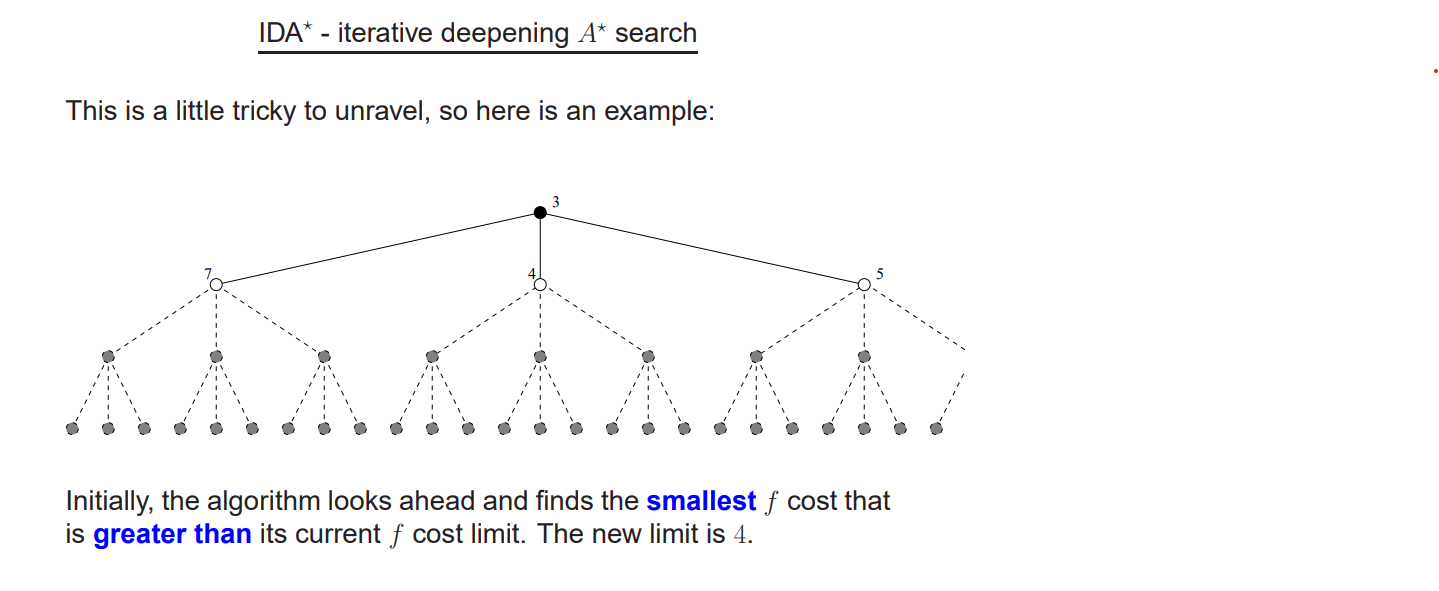 IDA* - iterative deepening A* search
This is a little tricky to unravel, so here is an example:
3
7
4
5
Initially, the algorithm looks ahead and finds the smallest f cost that
is greater than its current f cost limit. The new limit is 4.